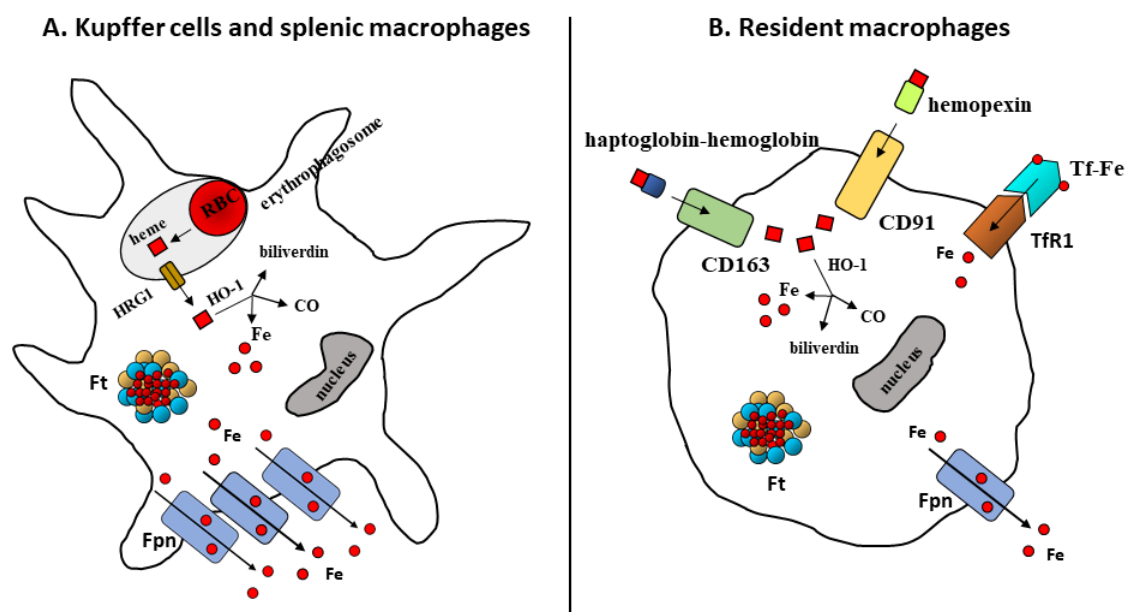 A. Kupffer cells and splenic macrophages
erythrophagosome
RBC
heme
HRG1
HO-1
biliverdin
CO
Fe
Ft
nucleus
Fe
Fpn
Fe
B. Resident macrophages
hemopexin
haptoglobin-hemoglobin
Tf-Fe
CD91
TfR1
CD163
Fe
HO-1
Fe
CO
biliverdin
nucleus
Ft
Fe
Fpn
Fe